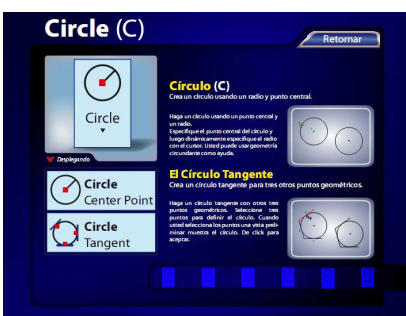 Circle (C)
Retornar
Circle
Desplegando
Circle
Center Point
Circle
Tangent
Círculo (C)
Crea un círculo usando un radio y punto central.
Haga un círculo usando un punto central y
un radio.
Especifique el punto central del círculo y
luego dinámicamente especifique el radio
con el cursor. Usted puede usar geometría
circundante como ayuda.
El Círculo Tangente
Crea un círculo tangente para tres otros puntos geométricos.
Haga un círculo tangente con otros tres
puntos geométricos. Seleccione tres
puntos para definir el círculo. Cuando
usted selecciona los puntos una vista preli-
minar muestra el círculo. De click para
aceptar.